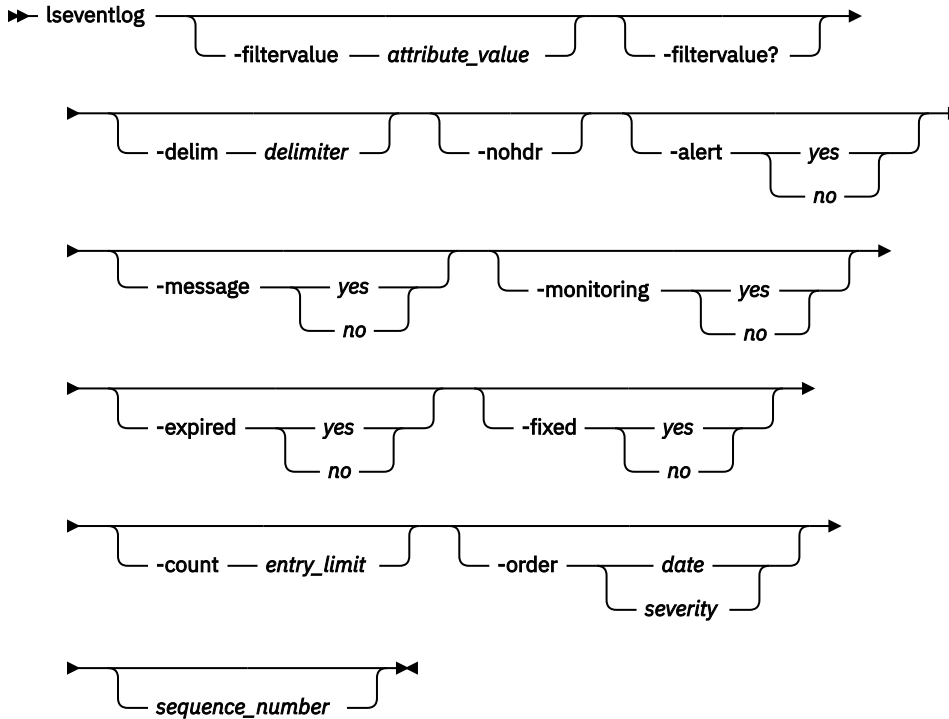 lseventlog
-filtervalue attribute_value -filtervalue?
-delim delimiter -nohdr -alert yes
no
-message yes -monitoring yes
no no
-expired yes -fixed yes
no no
-count entry_limit -order date
severity
sequence_number